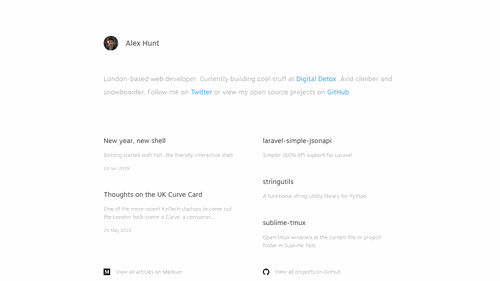 Alex Hunt
London-based web developer. Currently building cool stuff at Digital Detox. Avid climber and
snowboarder. Follow me on Twitter or view my open source projects on GitHub.
New year, new shell
Getting started with fish, the friendly, interactive shell
Jan 2019
Thoughts on the UK Curve Card
One of the more recent FinTech startups to come out
the London tech scene is Curve: a consumer...
29 May 2018
View all articles on Medium
laravel-simple-jsonapi
Simpler JSON API support for Laravel
stringutils
A functional string utility library for Python
sublime-tmux
Open tmux windows at the current file or project
folder in Sublime Text
View all projects on GitHub